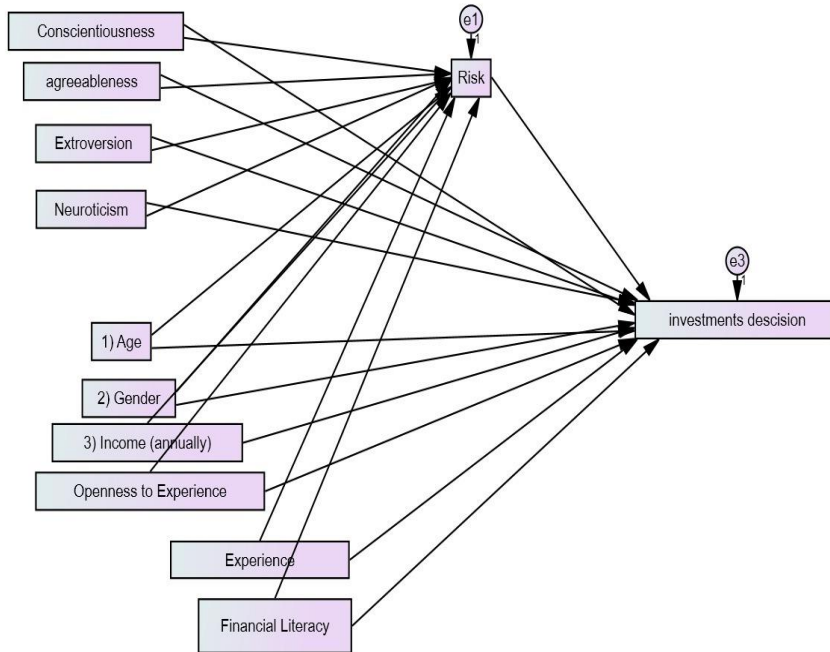 e1
1
Conscientiousness
Risk
agreeableness
Extroversion
Neuroticism
e3
1
investments descision
1) Age
2) Gender
3) Income (annually)
Openness to Experience
Experience
Financial Literacy